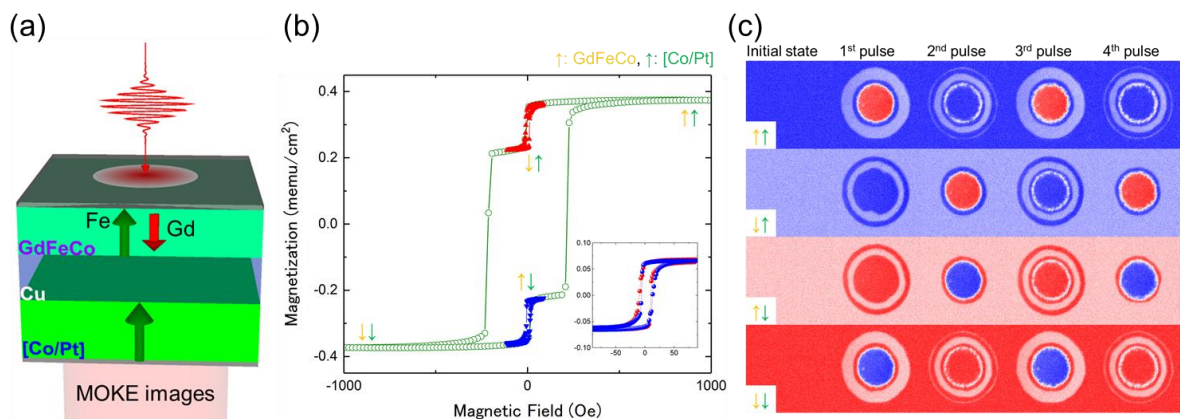 (a)
Fe
Gd
GdFeCo
Cu
[Co/Pt]
MOKE images
(b)
↑: GdFeCo, ↑: [Co/Pt]
Magnetization (memu/cm²)
0.4
0.2
0.0
-0.2
-0.4
↑↑
↓↑
↑↓
↓↓
0.10
0.05
0.00
-0.05
-0.10
-50 0 50
-1000 0 1000
Magnetic Field (Oe)
(c)
Initial state 1st pulse 2nd pulse 3rd pulse 4th pulse
↑↑
↓↑
↑↓
↓↓